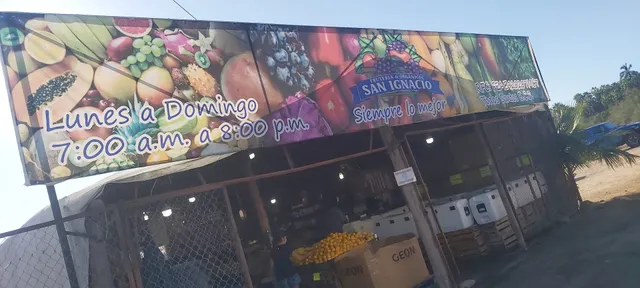 Lunes a Domingo
7:00 a.m. a 8:00 p.m.
SAN IGNACIO
Siempre lo mejor
GEON